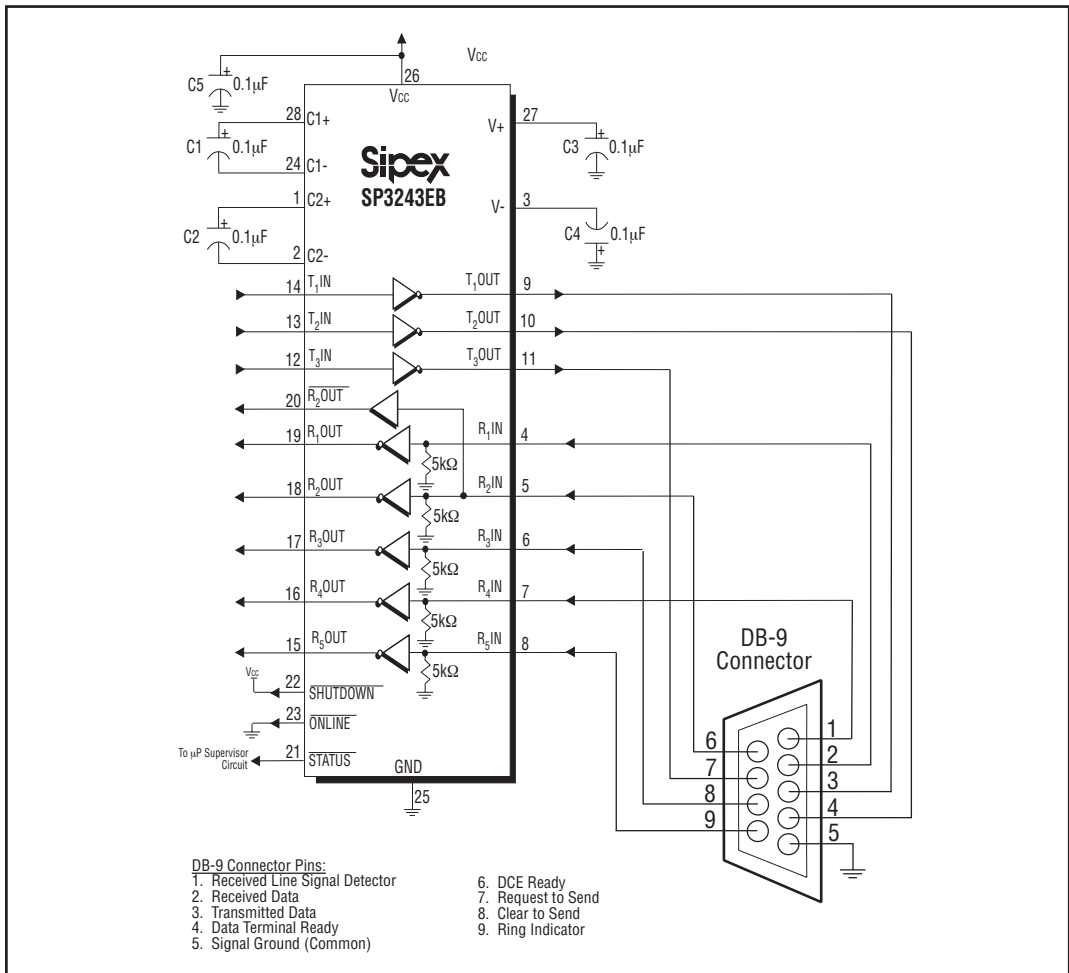 VCC
26
VCC
C5 + 0.1µF
28 C1+
C1 + 0.1µF
24 C1-
1 C2+
C2 + 0.1µF
2 C2-
Sipex
SP3243EB
V+ 27
C3 + 0.1µF
V- 3
C4 0.1µF +
14 T1IN T1OUT 9
13 T2IN T2OUT 10
12 T3IN T3OUT 11
20 R2OUT
19 R1OUT R1IN 4
5kΩ
18 R2OUT R2IN 5
5kΩ
17 R3OUT R3IN 6
5kΩ
16 R4OUT R4IN 7
5kΩ
15 R5OUT R5IN 8
5kΩ
VCC
22 SHUTDOWN
23 ONLINE
To µP Supervisor
Circuit
21 STATUS
GND
25
DB-9
Connector
6
7
8
9
1
2
3
4
5
DB-9 Connector Pins:
1. Received Line Signal Detector
2. Received Data
3. Transmitted Data
4. Data Terminal Ready
5. Signal Ground (Common)
6. DCE Ready
7. Request to Send
8. Clear to Send
9. Ring Indicator